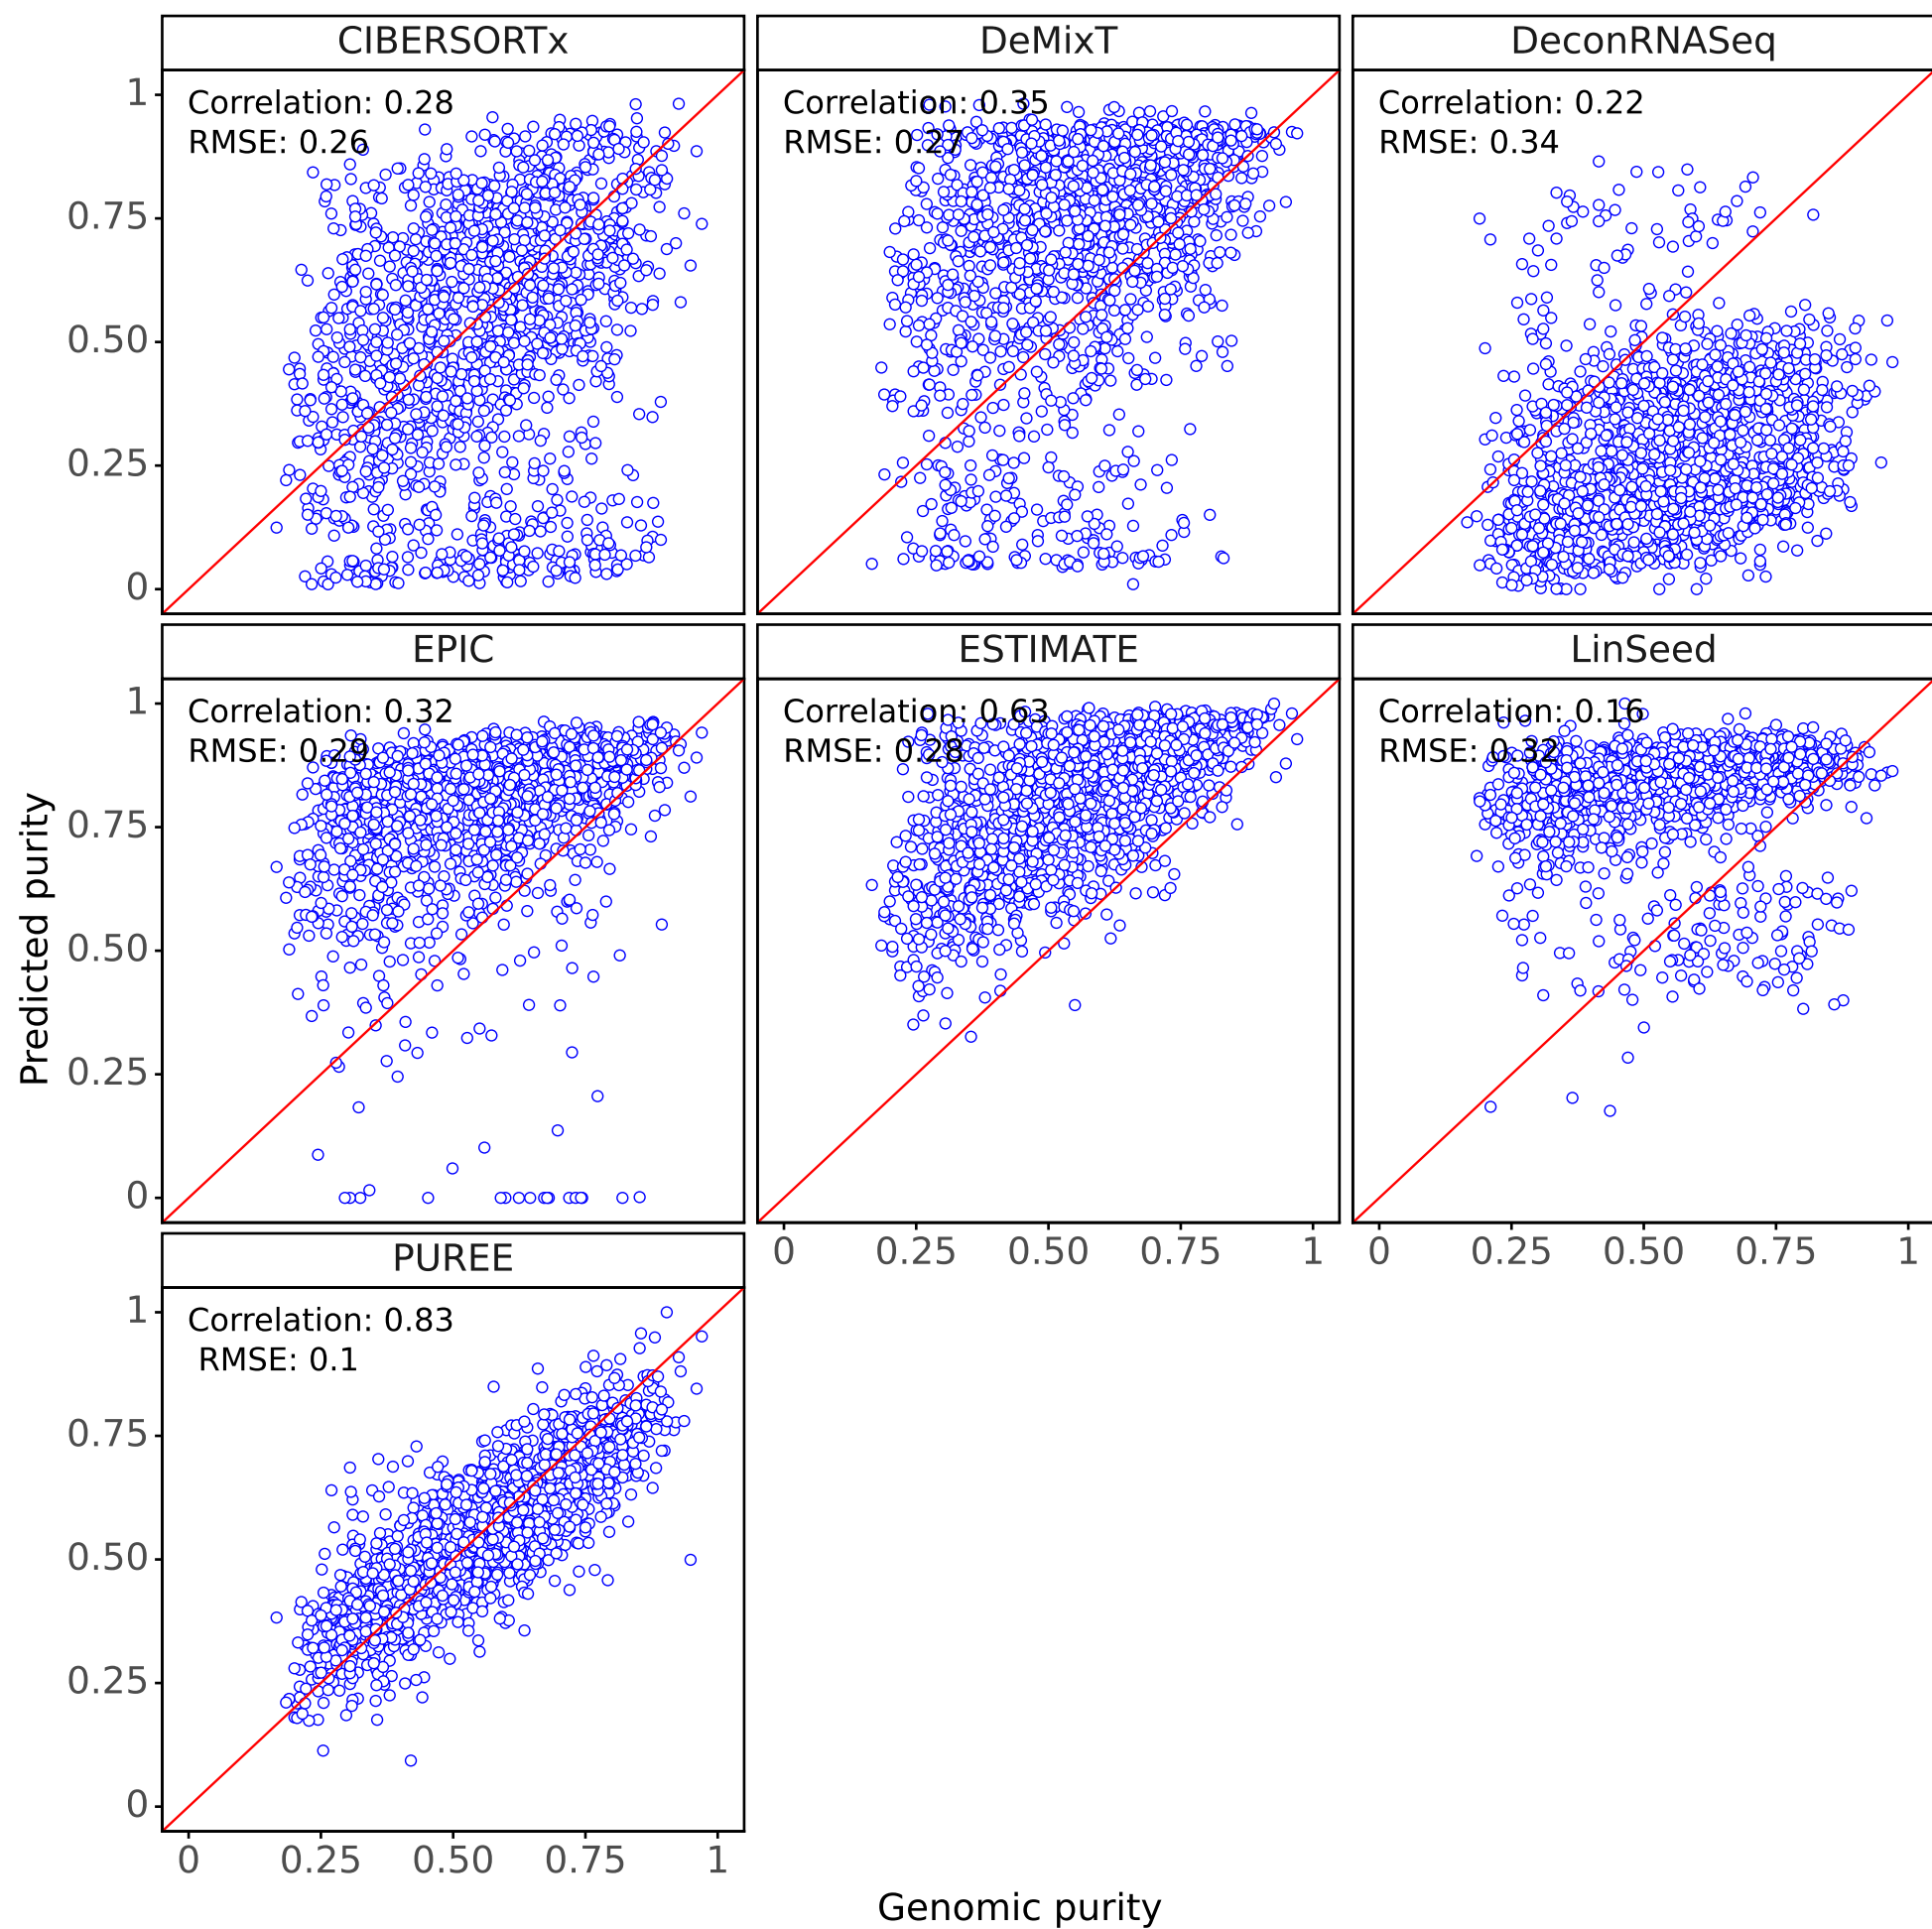 CIBERSORTx
DeMixT
DeconRNASeq
Correlation: 0.28
RMSE: 0.26
Correlation: 0.35
RMSE: 0.27
Correlation: 0.22
RMSE: 0.34
1
0.75
0.50
0.25
0
EPIC
ESTIMATE
LinSeed
Correlation: 0.32
RMSE: 0.29
Correlation: 0.63
RMSE: 0.28
Correlation: 0.16
RMSE: 0.32
1
0.75
0.50
0.25
0
Predicted purity
0 0.25 0.50 0.75 1
0 0.25 0.50 0.75 1
PUREE
Correlation: 0.83
RMSE: 0.1
1
0.75
0.50
0.25
0
0 0.25 0.50 0.75 1
Genomic purity